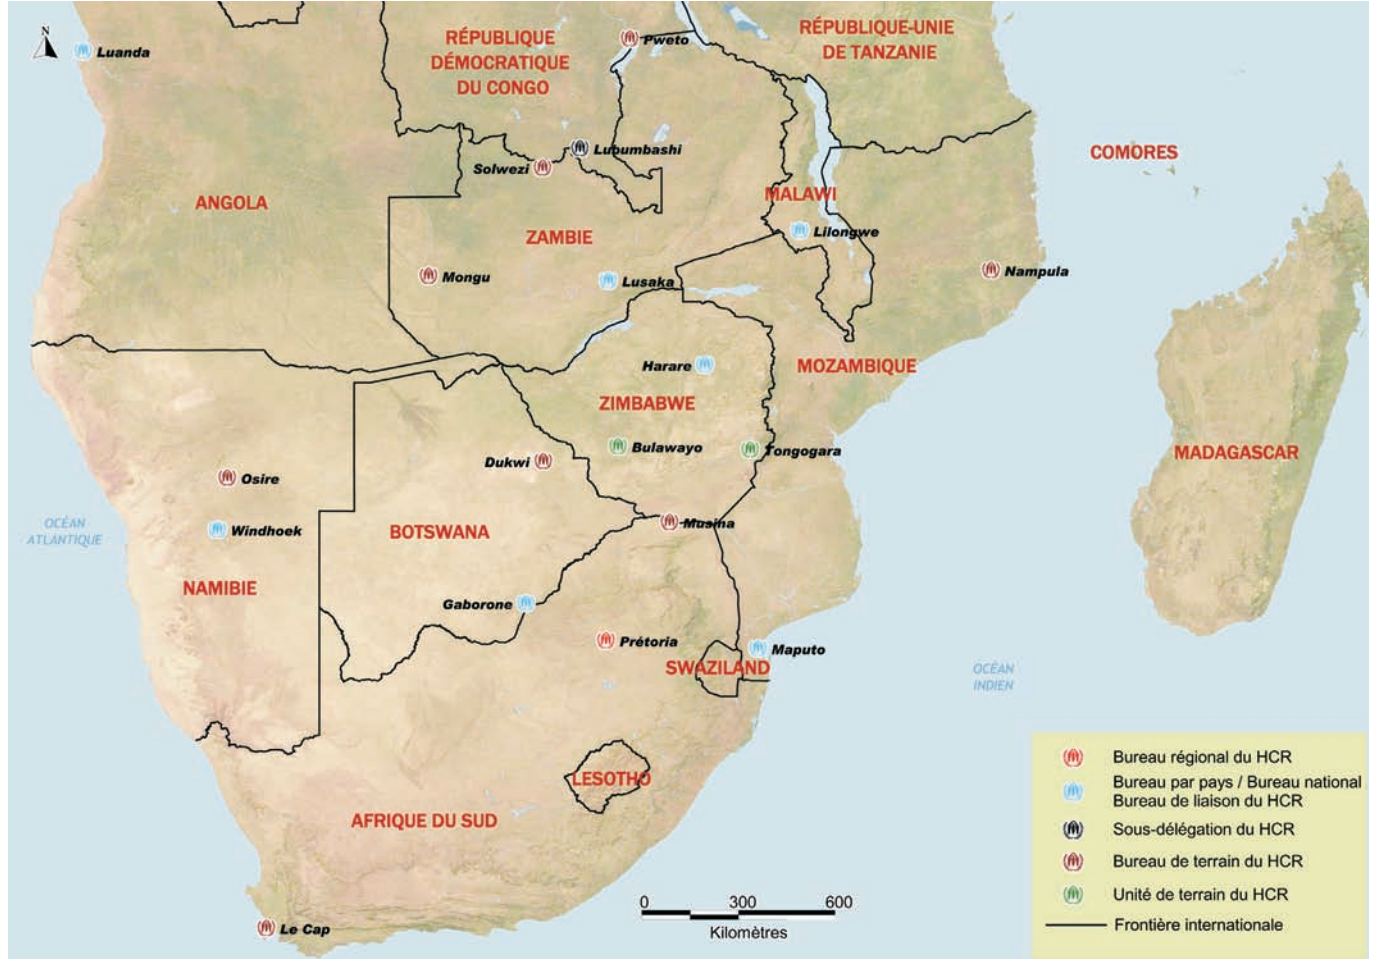 N
Luanda
RÉPUBLIQUE
DÉMOCRATIQUE
DU CONGO
Pweto
RÉPUBLIQUE-UNIE
DE TANZANIE
Lubumbashi
Solwezi
COMORES
ANGOLA
MALAWI
ZAMBIE
Lilongwe
Mongu
Lusaka
Nampula
Harare
MOZAMBIQUE
ZIMBABWE
Bulawayo
Tongogara
MADAGASCAR
Dukwi
Osire
OCÉAN
ATLANTIQUE
Windhoek
BOTSWANA
Musina
NAMIBIE
Gaborone
Prétoria
Maputo
SWAZILAND
OCÉAN
INDIEN
LESOTHO
AFRIQUE DU SUD
Le Cap
0 300 600
Kilomètres
Bureau régional du HCR
Bureau par pays / Bureau national
Bureau de liaison du HCR
Sous-délégation du HCR
Bureau de terrain du HCR
Unité de terrain du HCR
Frontière internationale